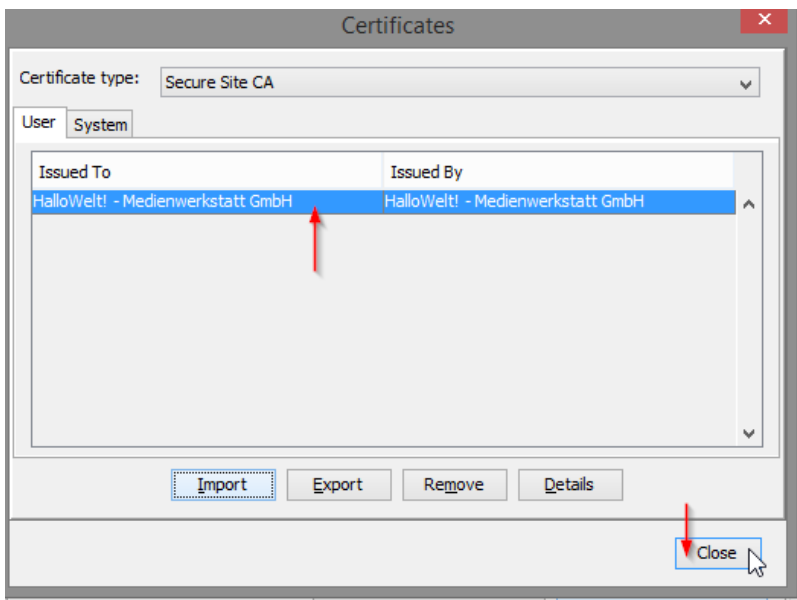 Certificates
Certificate type: Secure Site CA
User System
Issued To Issued By
HalloWelt! - Medienwerkstatt GmbH HalloWelt! - Medienwerkstatt GmbH
Import Export Remove Details
Close